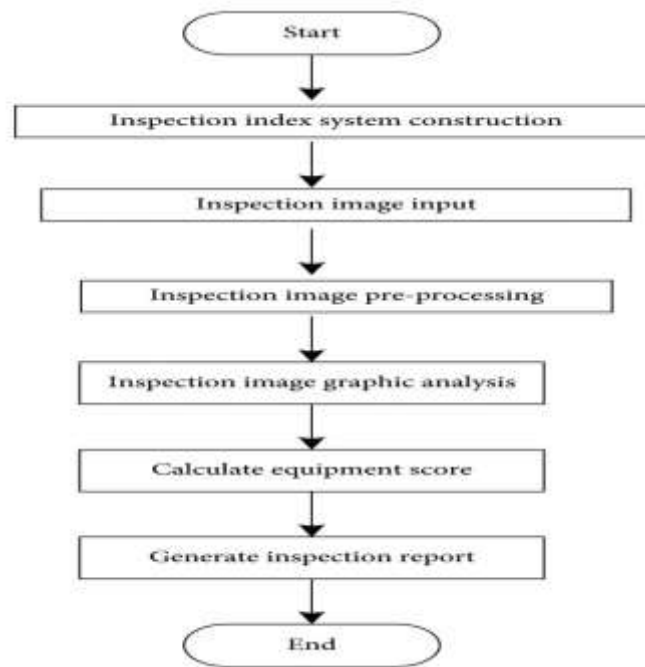 Start
Inspection index system construction
Inspection image input
Inspection image pre-processing
Inspection image graphic analysis
Calculate equipment score
Generate inspection report
End